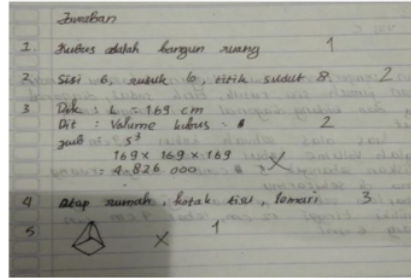 Jawaban
1. Kubus adalah bangun ruang 1
2. Sisi 6, rusuk 6, titik sudut 8. 2
3 Dik : L = 169 cm
Dit : Volume kubus = 2
jwb S³
169 x 169 x 169
= 4.826.000
4 Atap rumah, kotak tisu, lemari 3
5 1